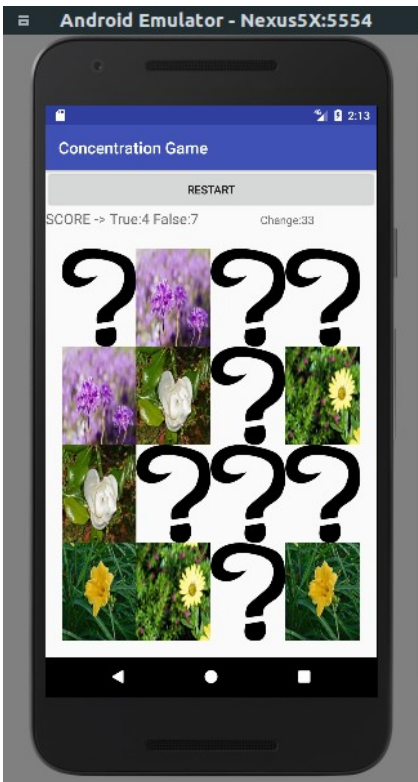 Android Emulator - Nexus5X:5554
2:13
Concentration Game
RESTART
SCORE -> True:4 False:7 Change:33
? ? ?
?
? ? ?
?